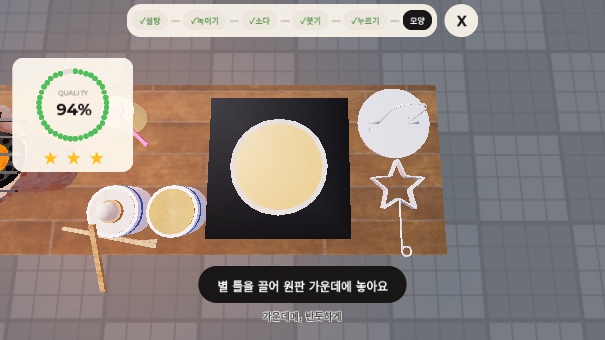 ✓설탕 — ✓녹이기 — ✓소다 — ✓붓기 — ✓누르기 — 모양 X
QUALITY
94%
별 틀을 끌어 원판 가운데에 놓아요
가운데에, 반듯하게